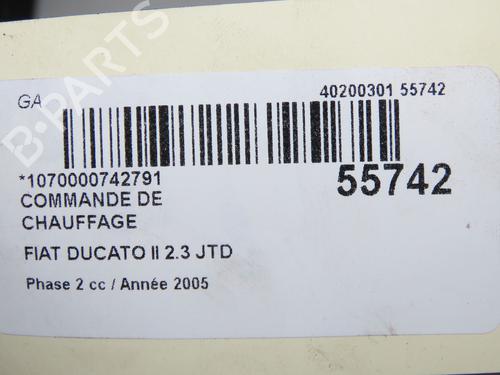 GA
40200301 55742
*1070000742791
55742
COMMANDE DE
CHAUFFAGE
FIAT DUCATO II 2.3 JTD
Phase 2 cc / Année 2005
B-PARTS